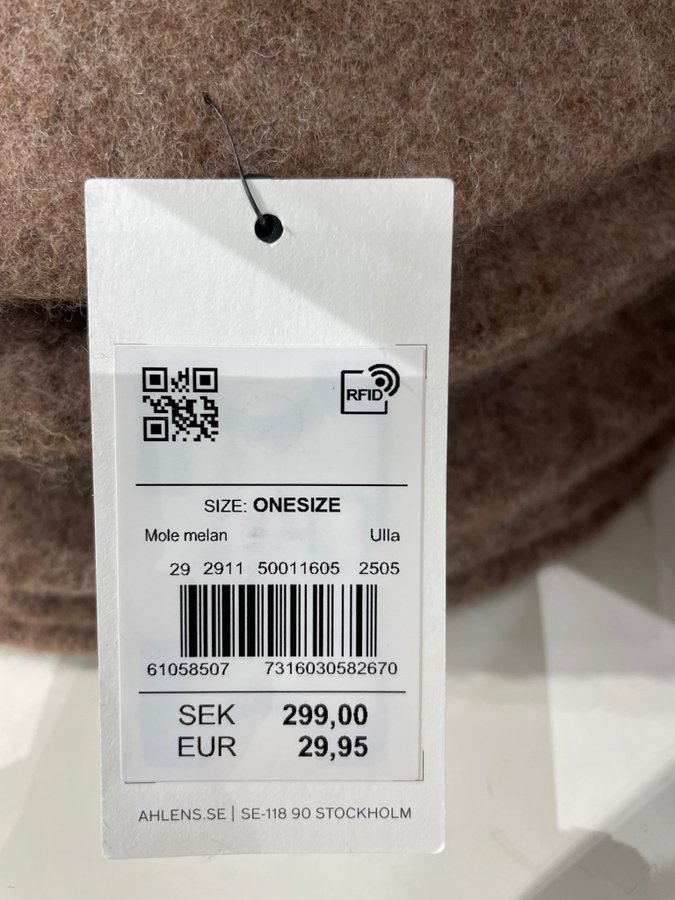 RFID
SIZE: ONESIZE
Mole melan Ulla
29 2911 50011605 2505
61058507 7316030582670
SEK 299,00
EUR 29,95
AHLENS.SE | SE-118 90 STOCKHOLM